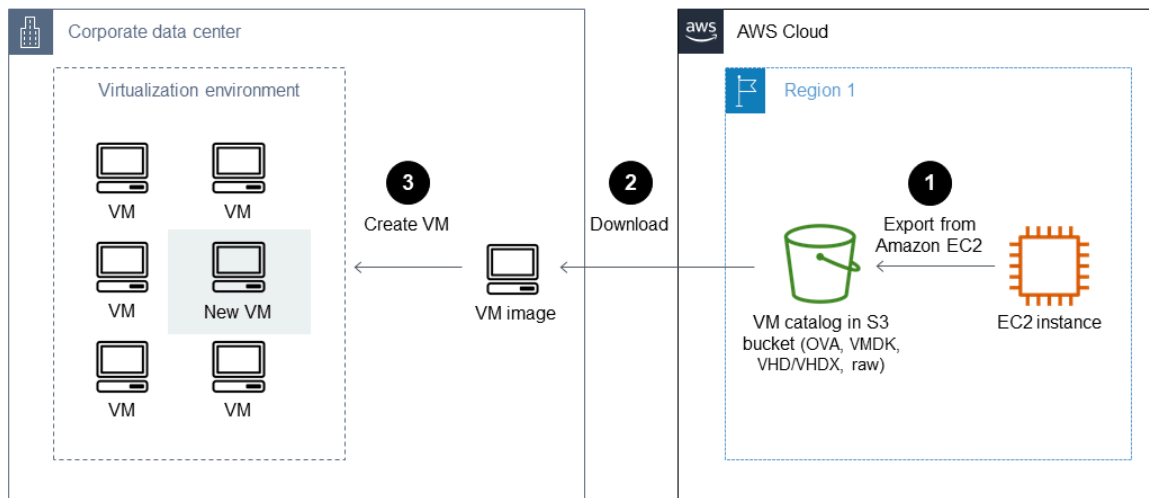 Corporate data center
Virtualization environment
VM
VM
VM
New VM
VM
VM
3
Create VM
VM image
2
Download
aws
AWS Cloud
Region 1
1
Export from
Amazon EC2
VM catalog in S3
bucket (OVA, VMDK,
VHD/VHDX, raw)
EC2 instance